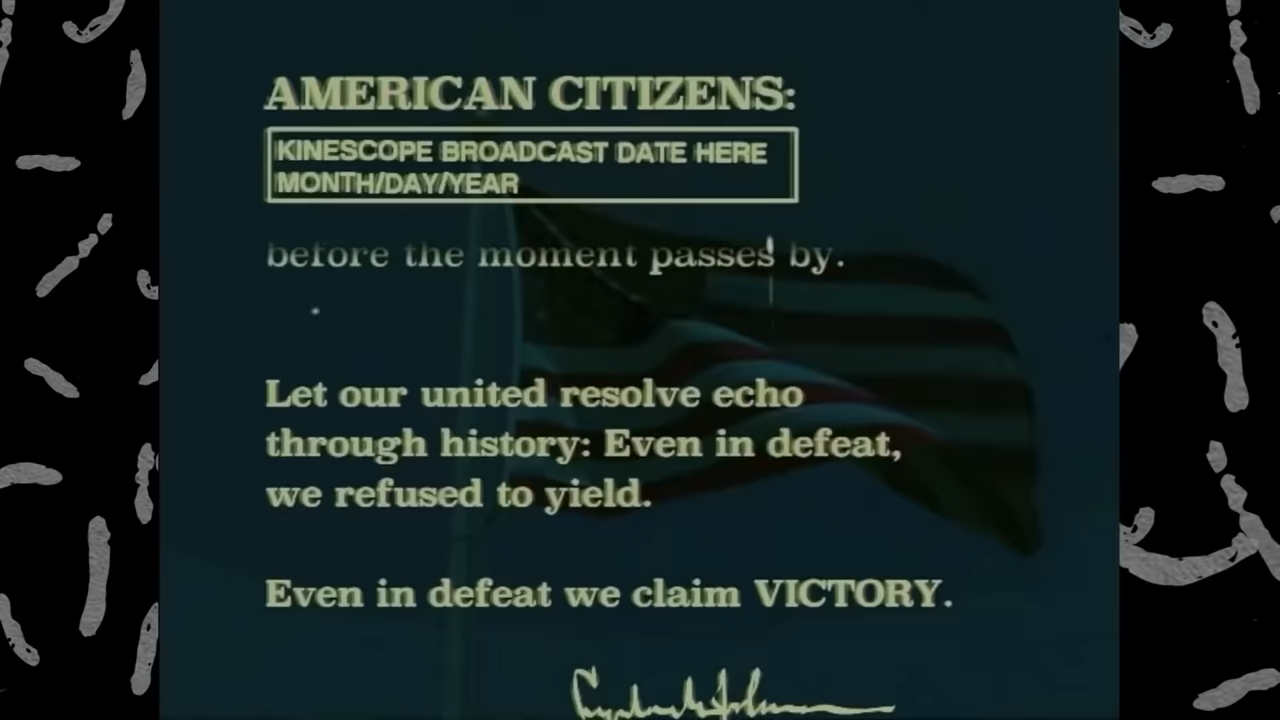 AMERICAN CITIZENS:
KINESCOPE BROADCAST DATE HERE
MONTH/DAY/YEAR
before the moment passes by.
Let our united resolve echo
through history: Even in defeat,
we refused to yield.
Even in defeat we claim VICTORY.